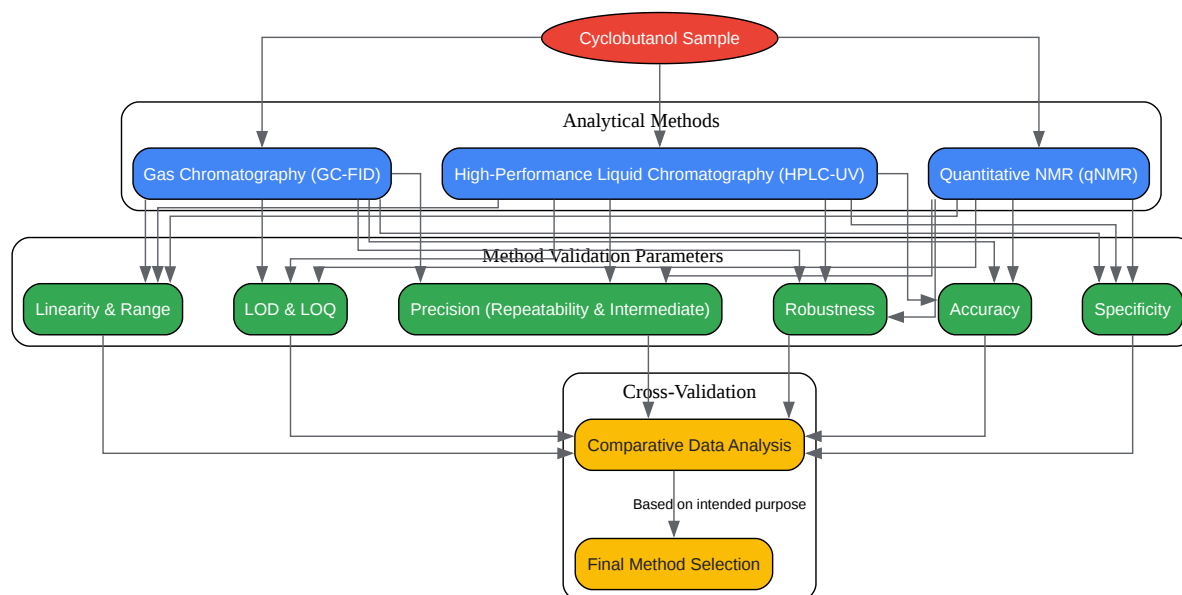 Cyclobutanol Sample
Analytical Methods
Gas Chromatography (GC-FID)
High-Performance Liquid Chromatography (HPLC-UV)
Quantitative NMR (qNMR)
Method Validation Parameters
Linearity & Range
LOD & LOQ
Precision (Repeatability & Intermediate)
Robustness
Accuracy
Specificity
Cross-Validation
Comparative Data Analysis
Based on intended purpose
Final Method Selection